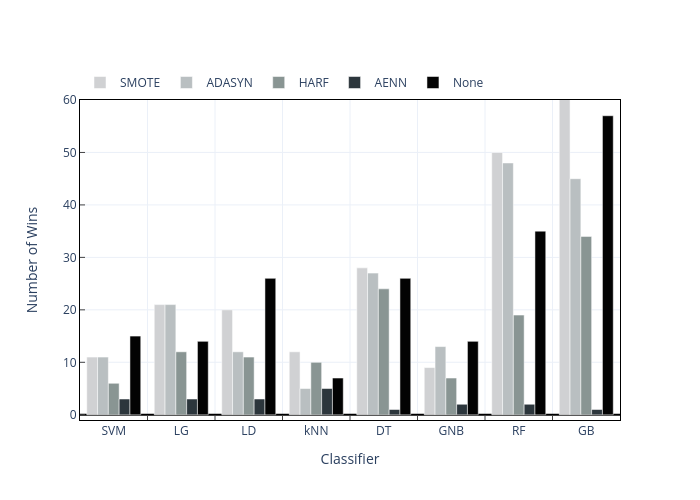 SMOTE ADASYN HARF AENN None
60
50
40
30
20
10
0
Number of Wins
SVM LG LD kNN DT GNB RF GB
Classifier